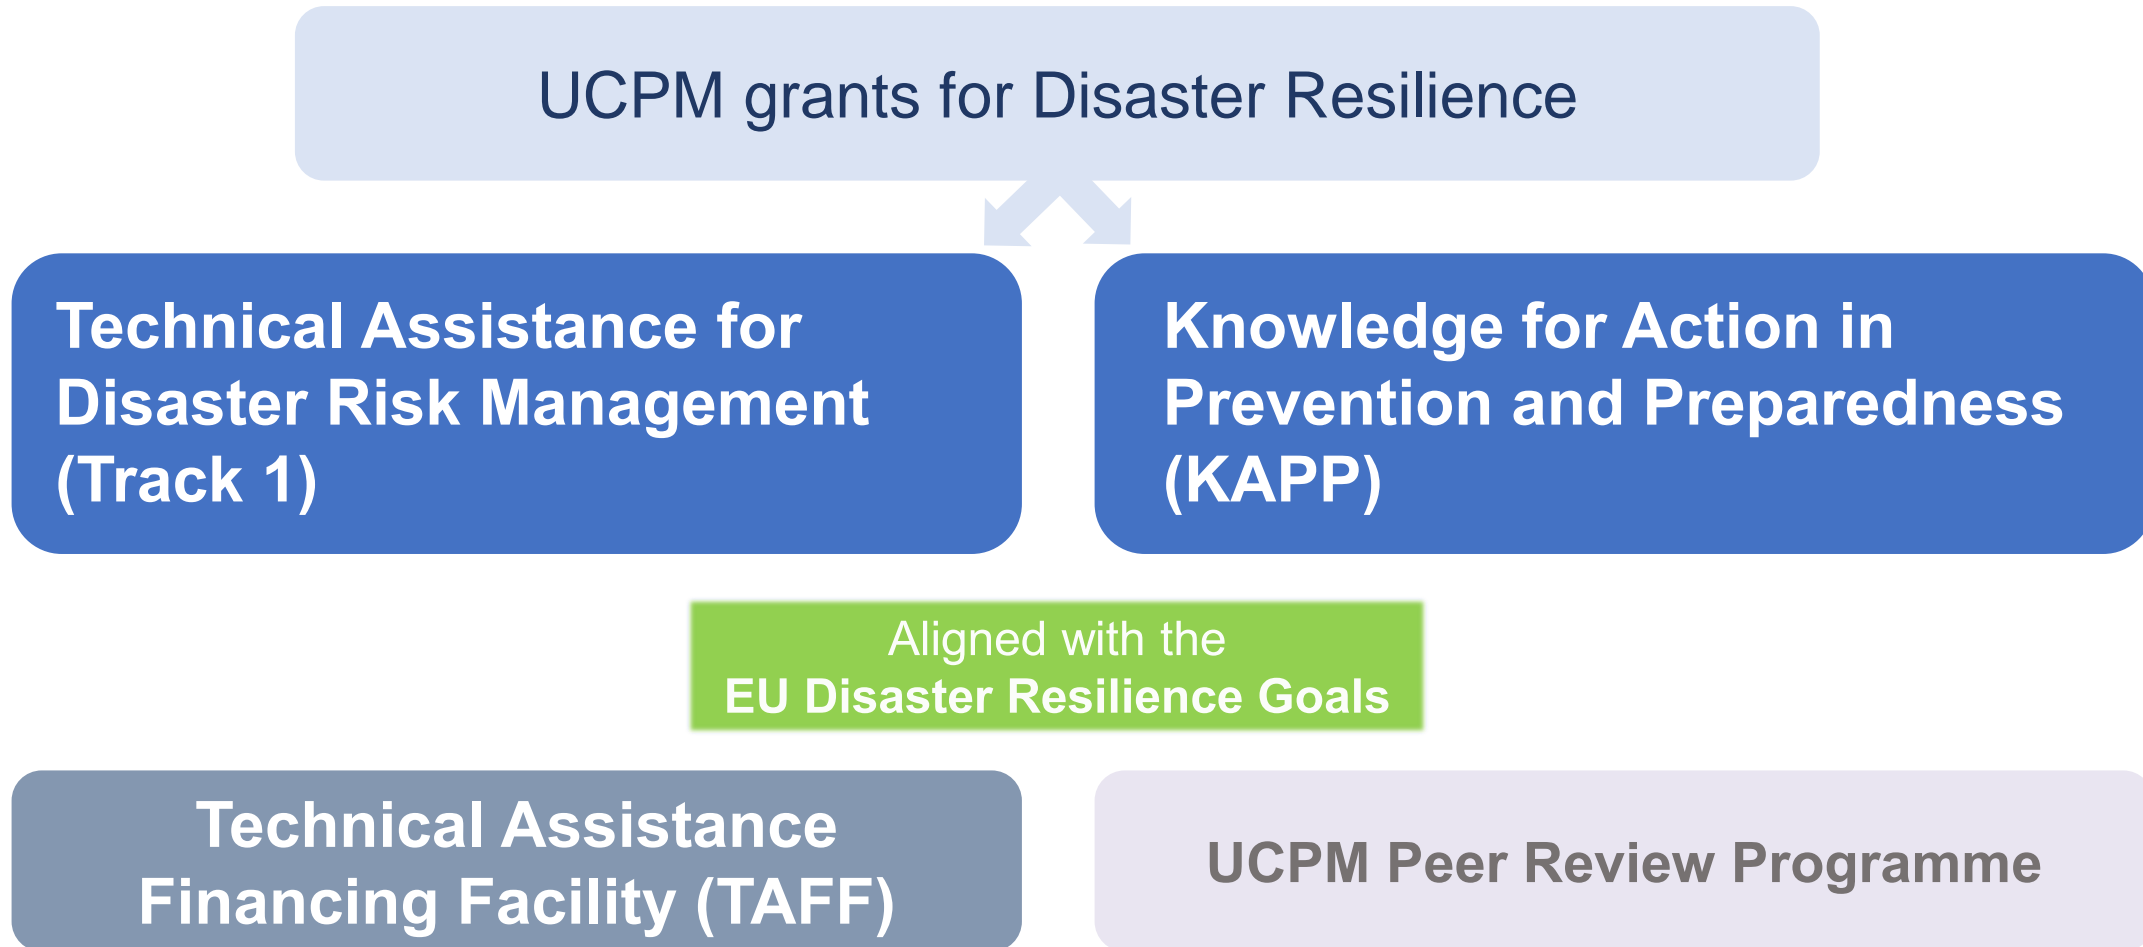 UCPM grants for Disaster Resilience
Technical Assistance for
Disaster Risk Management
(Track 1)
Knowledge for Action in
Prevention and Preparedness
(KAPP)
Aligned with the
EU Disaster Resilience Goals
Technical Assistance
Financing Facility (TAFF)
UCPM Peer Review Programme